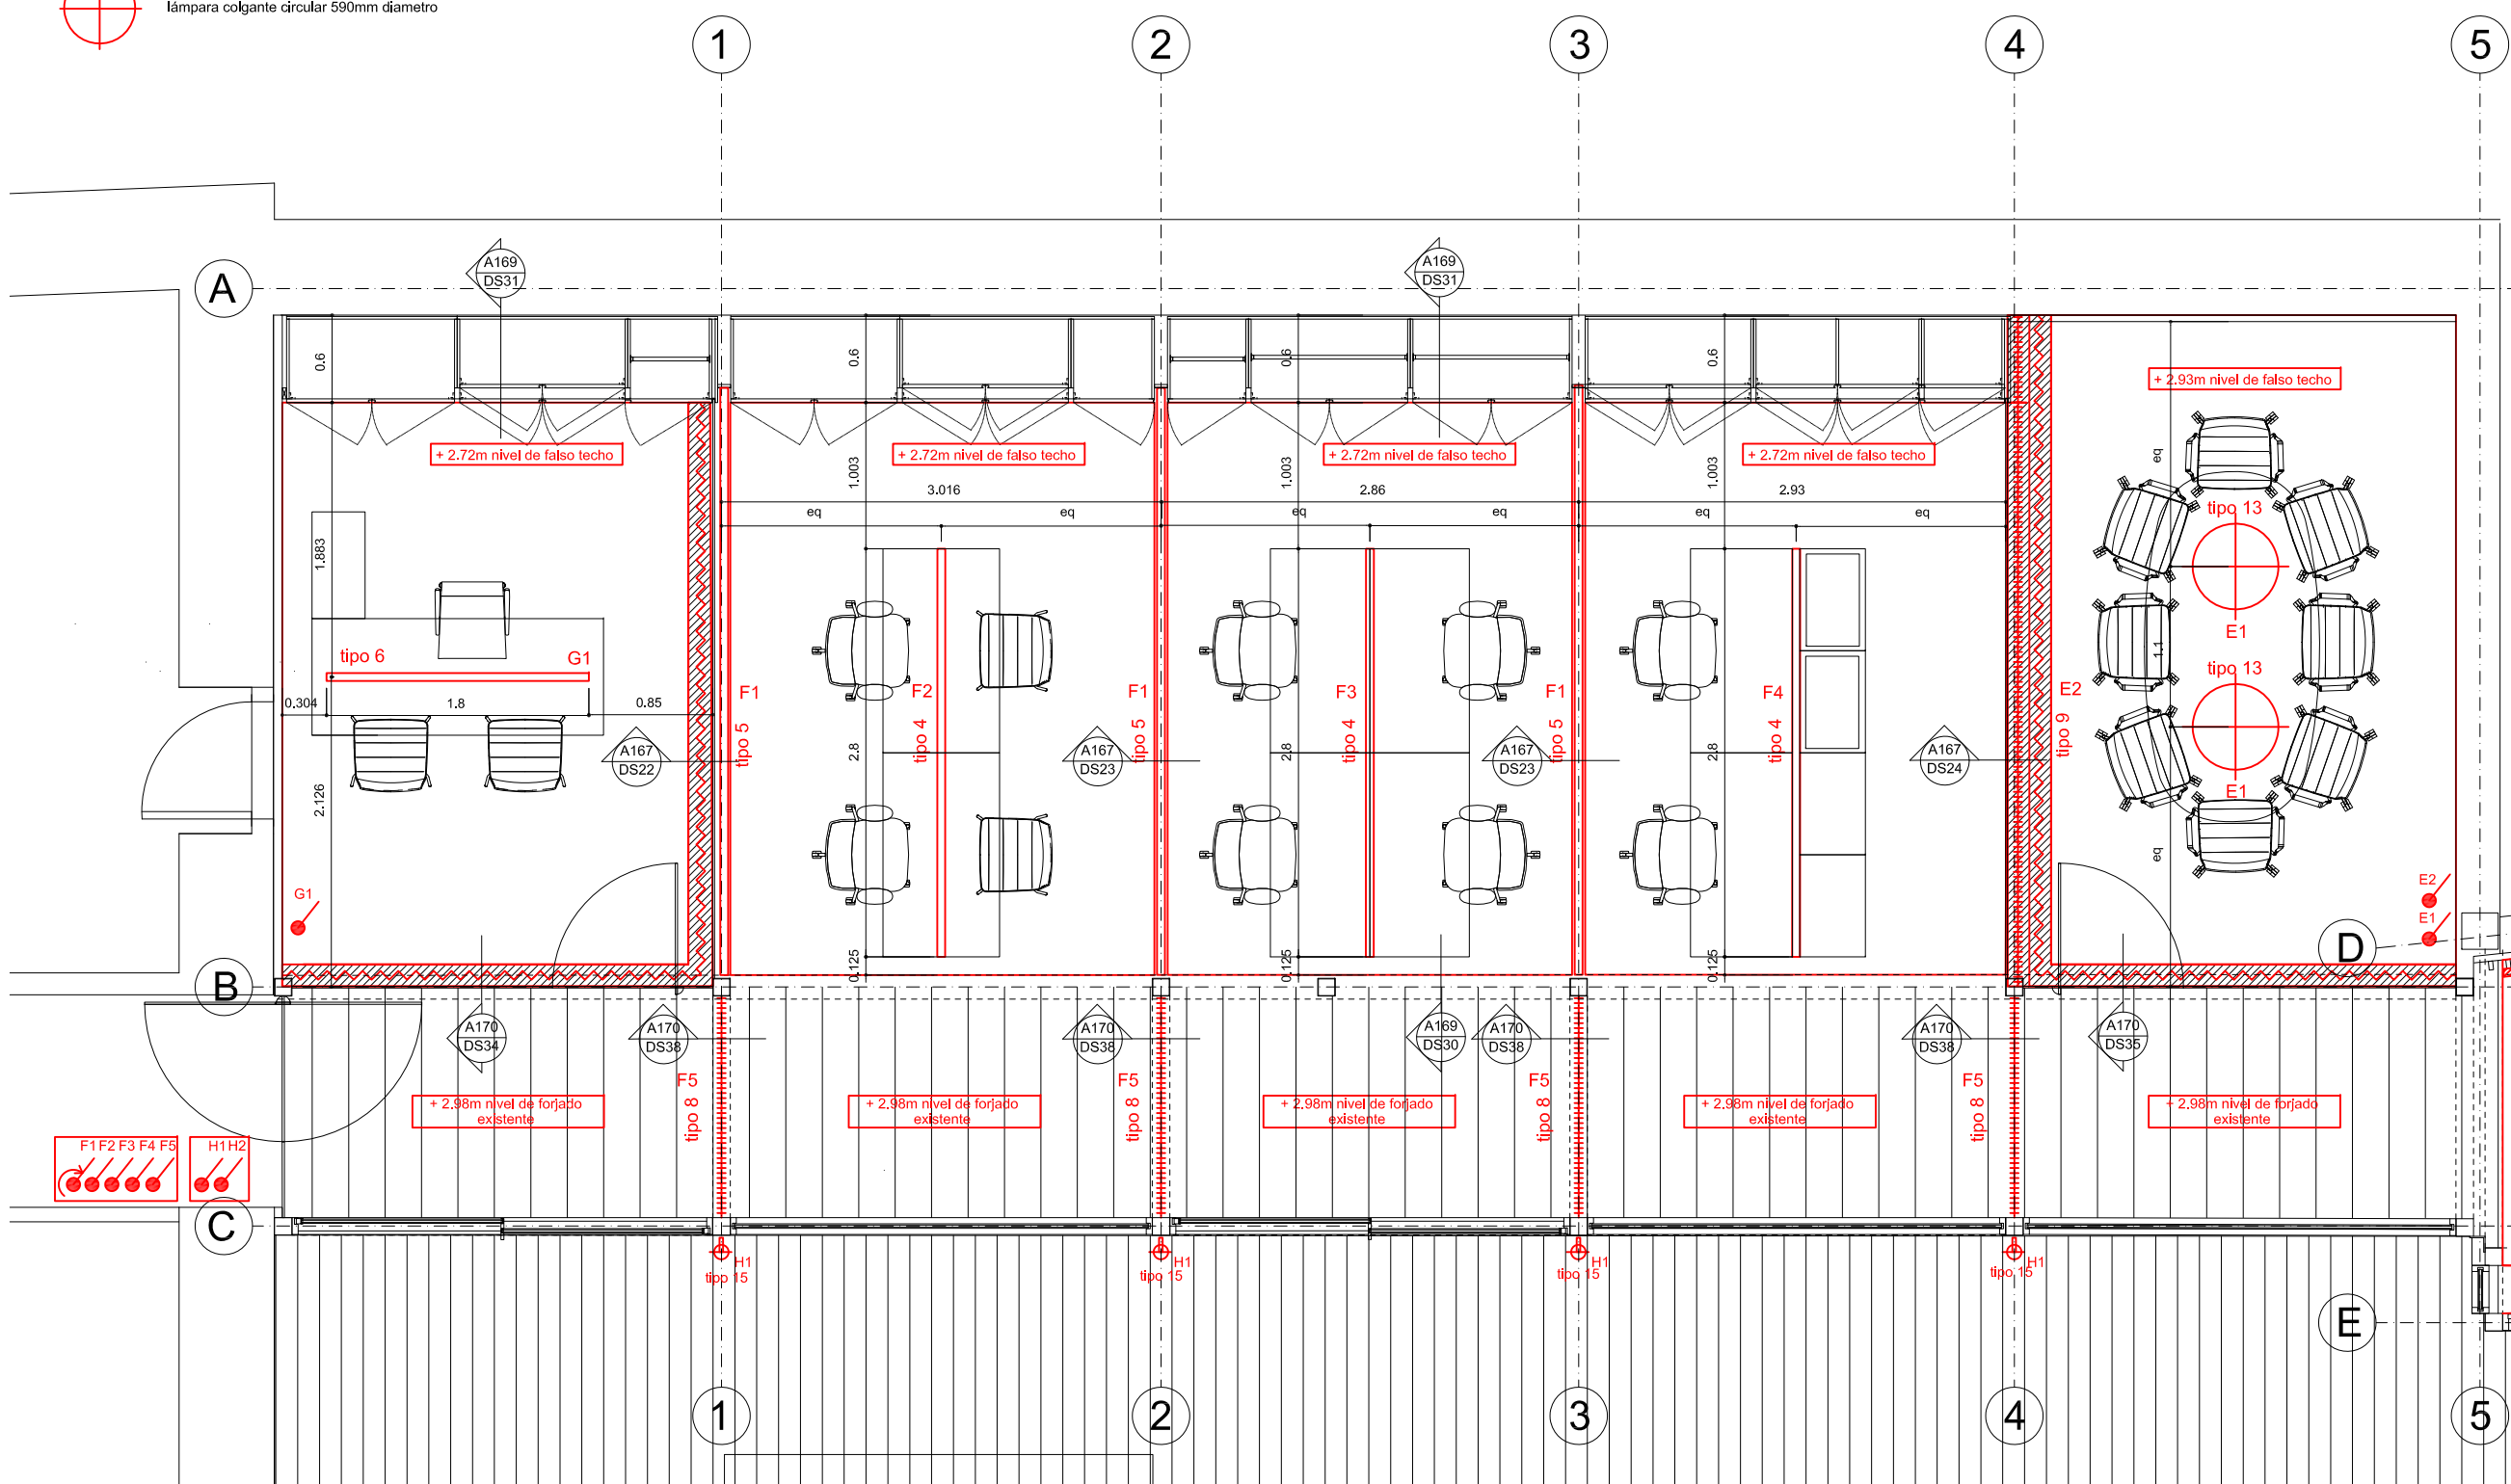 lámpara colgante circular 590mm diametro
1
2
3
4
5
A169
DS31
A169
DS31
A
0.6
0.6
0.6
0.6
+ 2.93m nivel de falso techo
+ 2.72m nivel de falso techo
+ 2.72m nivel de falso techo
+ 2.72m nivel de falso techo
+ 2.72m nivel de falso techo
eq
1.003
1.003
1.003
3.016
2.86
2.93
eq
eq
eq
eq
eq
eq
tipo 13
1.883
E1
1.1
tipo 6
G1
tipo 13
F1
F2
F1
F3
F1
F4
E2
0.304
1.8
0.85
tipo 5
tipo 4
tipo 5
tipo 4
tipo 5
tipo 4
tipo 9
A167
DS22
2.8
A167
DS23
2.8
A167
DS23
2.8
A167
DS24
E1
2.126
eq
G1
E2
E1
D
0.125
0.125
0.125
B
A170
DS34
A170
DS38
A170
DS38
A169
DS30
A170
DS38
A170
DS38
A170
DS35
F5
F5
F5
F5
tipo 8
tipo 8
tipo 8
tipo 8
+ 2.98m nivel de forjado
existente
+ 2.98m nivel de forjado
existente
+ 2.98m nivel de forjado
existente
+ 2.98m nivel de forjado
existente
+ 2.98m nivel de forjado
existente
F1 F2 F3 F4 F5
H1 H2
C
H1
tipo 15
H1
tipo 15
H1
tipo 15
H1
tipo 15
E
1
2
3
4
5